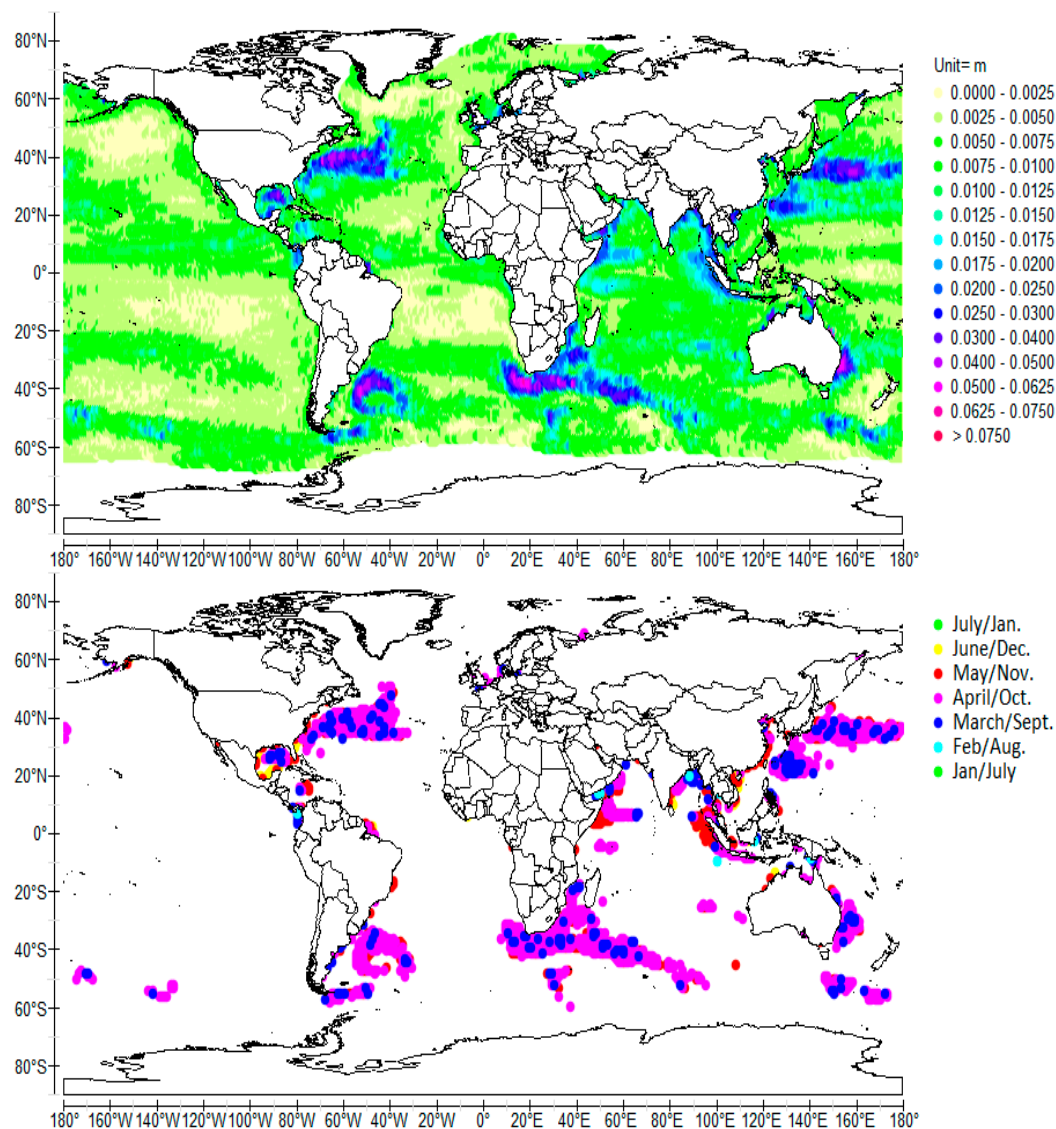 80°N
60°N
40°N
20°N
0°
20°S
40°S
60°S
80°S
180° 160°W 140°W 120°W 100°W 80°W 60°W 40°W 20°W 0° 20°E 40°E 60°E 80°E 100°E 120°E 140°E 160°E 180°
Unit= m
0.0000 - 0.0025
0.0025 - 0.0050
0.0050 - 0.0075
0.0075 - 0.0100
0.0100 - 0.0125
0.0125 - 0.0150
0.0150 - 0.0175
0.0175 - 0.0200
0.0200 - 0.0250
0.0250 - 0.0300
0.0300 - 0.0400
0.0400 - 0.0500
0.0500 - 0.0625
0.0625 - 0.0750
> 0.0750
80°N
60°N
40°N
20°N
0°
20°S
40°S
60°S
80°S
180° 160°W 140°W 120°W 100°W 80°W 60°W 40°W 20°W 0° 20°E 40°E 60°E 80°E 100°E 120°E 140°E 160°E 180°
July/Jan.
June/Dec.
May/Nov.
April/Oct.
March/Sept.
Feb/Aug.
Jan/July